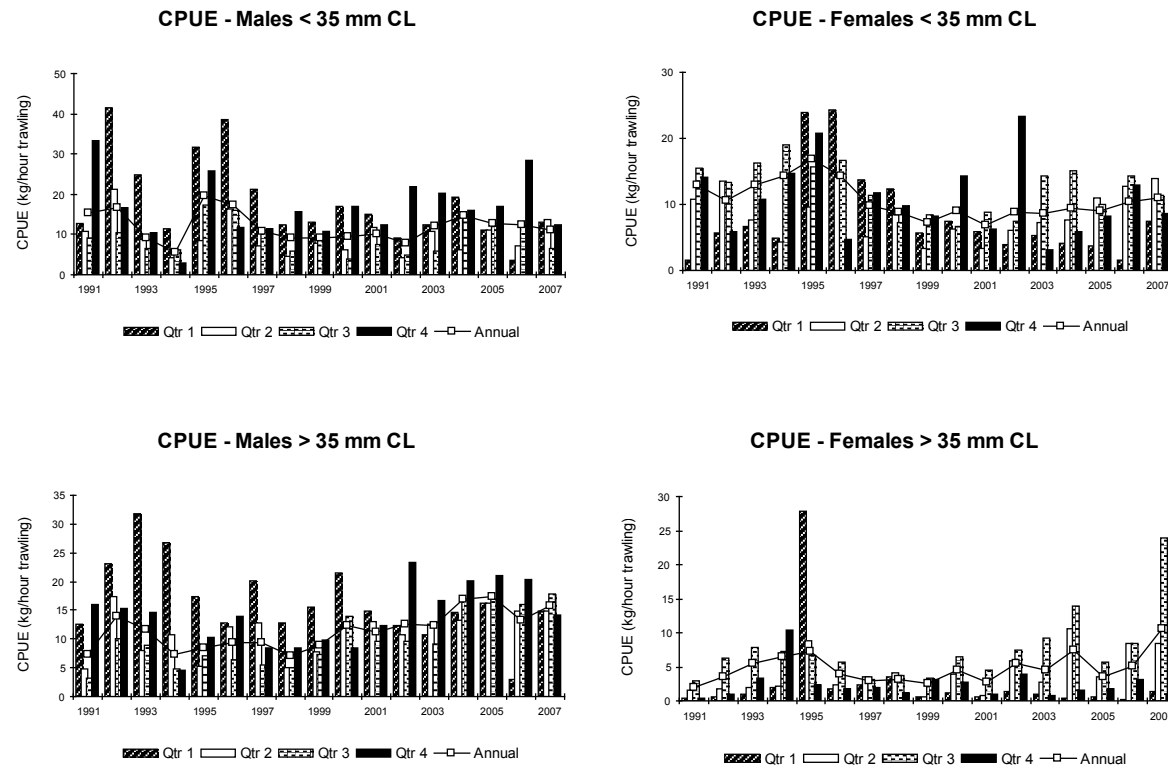 CPUE - Males < 35 mm CL
CPUE (kg/hour trawling)
50
40
30
20
10
0
1991 1993 1995 1997 1999 2001 2003 2005 2007
Qtr 1 Qtr 2 Qtr 3 Qtr 4 Annual
CPUE - Females < 35 mm CL
CPUE (kg/hour trawling)
30
20
10
0
1991 1993 1995 1997 1999 2001 2003 2005 2007
Qtr 1 Qtr 2 Qtr 3 Qtr 4 Annual
CPUE - Males > 35 mm CL
CPUE (kg/hour trawling)
35
30
25
20
15
10
5
0
1991 1993 1995 1997 1999 2001 2003 2005 2007
Qtr 1 Qtr 2 Qtr 3 Qtr 4 Annual
CPUE - Females > 35 mm CL
CPUE (kg/hour trawling)
30
25
20
15
10
5
0
1991 1993 1995 1997 1999 2001 2003 2005 200
Qtr 1 Qtr 2 Qtr 3 Qtr 4 Annual